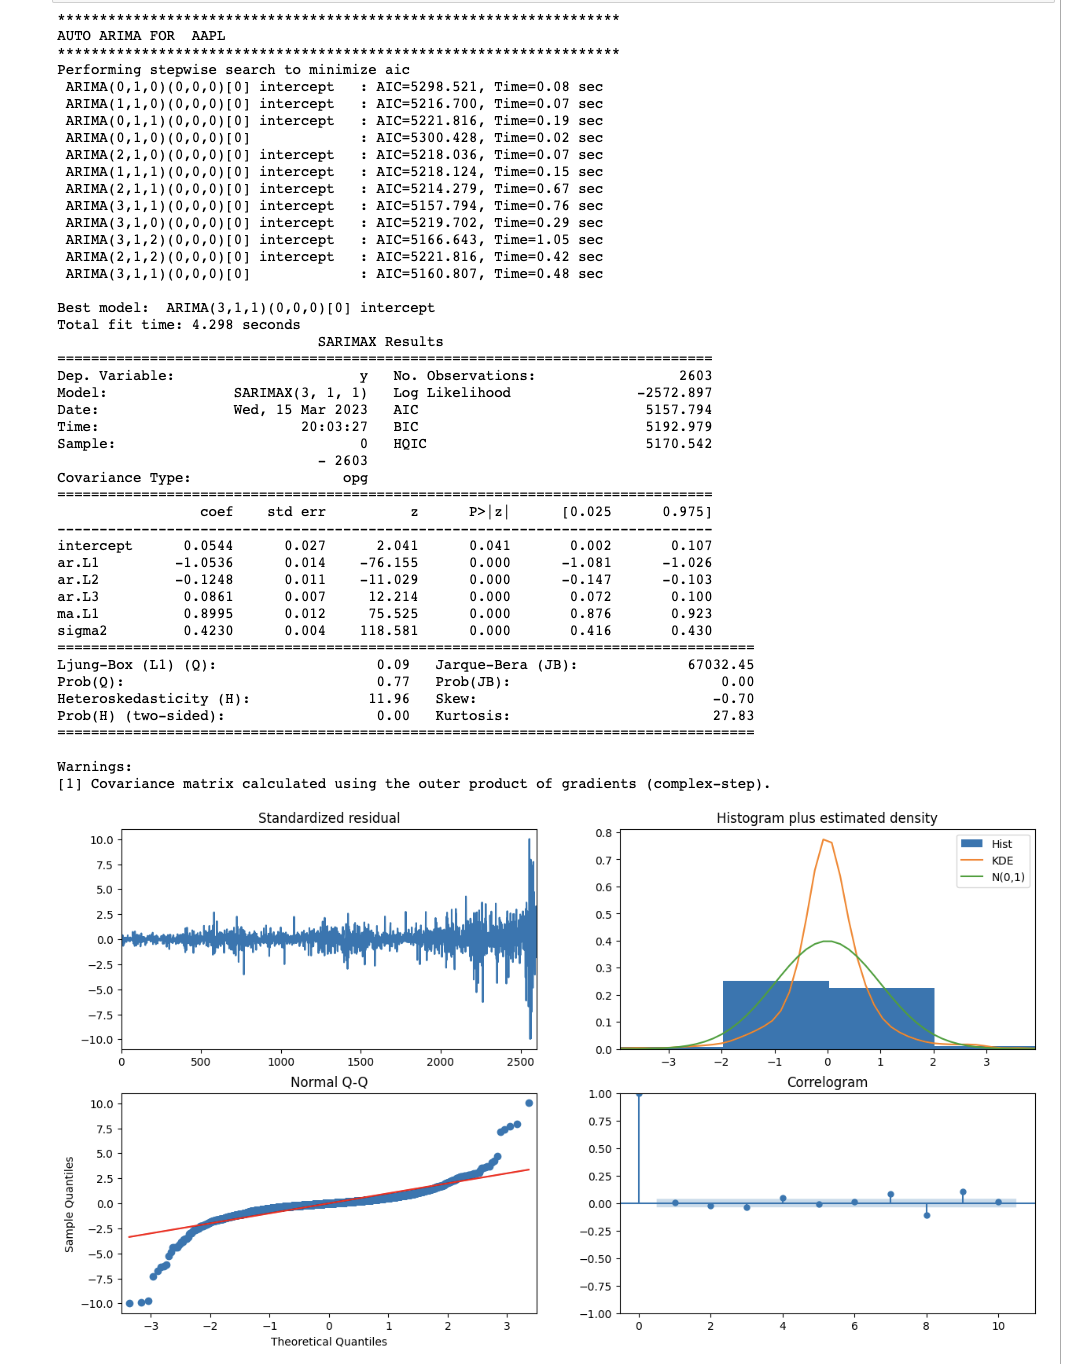 ********************************************************************
AUTO ARIMA FOR  AAPL
********************************************************************
Performing stepwise search to minimize aic
 ARIMA(0,1,0)(0,0,0)[0] intercept   : AIC=5298.521, Time=0.08 sec
 ARIMA(1,1,0)(0,0,0)[0] intercept   : AIC=5216.700, Time=0.07 sec
 ARIMA(0,1,1)(0,0,0)[0] intercept   : AIC=5221.816, Time=0.19 sec
 ARIMA(0,1,0)(0,0,0)[0]             : AIC=5300.428, Time=0.02 sec
 ARIMA(2,1,0)(0,0,0)[0] intercept   : AIC=5218.036, Time=0.07 sec
 ARIMA(1,1,1)(0,0,0)[0] intercept   : AIC=5218.124, Time=0.15 sec
 ARIMA(2,1,1)(0,0,0)[0] intercept   : AIC=5214.279, Time=0.67 sec
 ARIMA(3,1,1)(0,0,0)[0] intercept   : AIC=5157.794, Time=0.76 sec
 ARIMA(3,1,0)(0,0,0)[0] intercept   : AIC=5219.702, Time=0.29 sec
 ARIMA(3,1,2)(0,0,0)[0] intercept   : AIC=5166.643, Time=1.05 sec
 ARIMA(2,1,2)(0,0,0)[0] intercept   : AIC=5221.816, Time=0.42 sec
 ARIMA(3,1,1)(0,0,0)[0]             : AIC=5160.807, Time=0.48 sec
Best model:  ARIMA(3,1,1)(0,0,0)[0] intercept
Total fit time: 4.298 seconds
SARIMAX Results
==============================================================================
Dep. Variable: y No. Observations: 2603
Model: SARIMAX(3, 1, 1) Log Likelihood -2572.897
Date: Wed, 15 Mar 2023 AIC 5157.794
Time: 20:03:27 BIC 5192.979
Sample: 0 HQIC 5170.542
- 2603
Covariance Type: opg
==============================================================================
coef std err z P>|z| [0.025 0.975]
------------------------------------------------------------------------------
intercept 0.0544 0.027 2.041 0.041 0.002 0.107
ar.L1 -1.0536 0.014 -76.155 0.000 -1.081 -1.026
ar.L2 -0.1248 0.011 -11.029 0.000 -0.147 -0.103
ar.L3 0.0861 0.007 12.214 0.000 0.072 0.100
ma.L1 0.8995 0.012 75.525 0.000 0.876 0.923
sigma2 0.4230 0.004 118.581 0.000 0.416 0.430
===================================================================================
Ljung-Box (L1) (Q): 0.09 Jarque-Bera (JB): 67032.45
Prob(Q): 0.77 Prob(JB): 0.00
Heteroskedasticity (H): 11.96 Skew: -0.70
Prob(H) (two-sided): 0.00 Kurtosis: 27.83
===================================================================================
Warnings:
[1] Covariance matrix calculated using the outer product of gradients (complex-step).
Standardized residual
10.0
7.5
5.0
2.5
0.0
−2.5
−5.0
−7.5
−10.0
0 500 1000 1500 2000 2500
Histogram plus estimated density
Hist
KDE
N(0,1)
0.8
0.7
0.6
0.5
0.4
0.3
0.2
0.1
0.0
−3 −2 −1 0 1 2 3
Normal Q-Q
Sample Quantiles
10.0
7.5
5.0
2.5
0.0
−2.5
−5.0
−7.5
−10.0
−3 −2 −1 0 1 2 3
Theoretical Quantiles
Correlogram
1.00
0.75
0.50
0.25
0.00
−0.25
−0.50
−0.75
−1.00
0 2 4 6 8 10